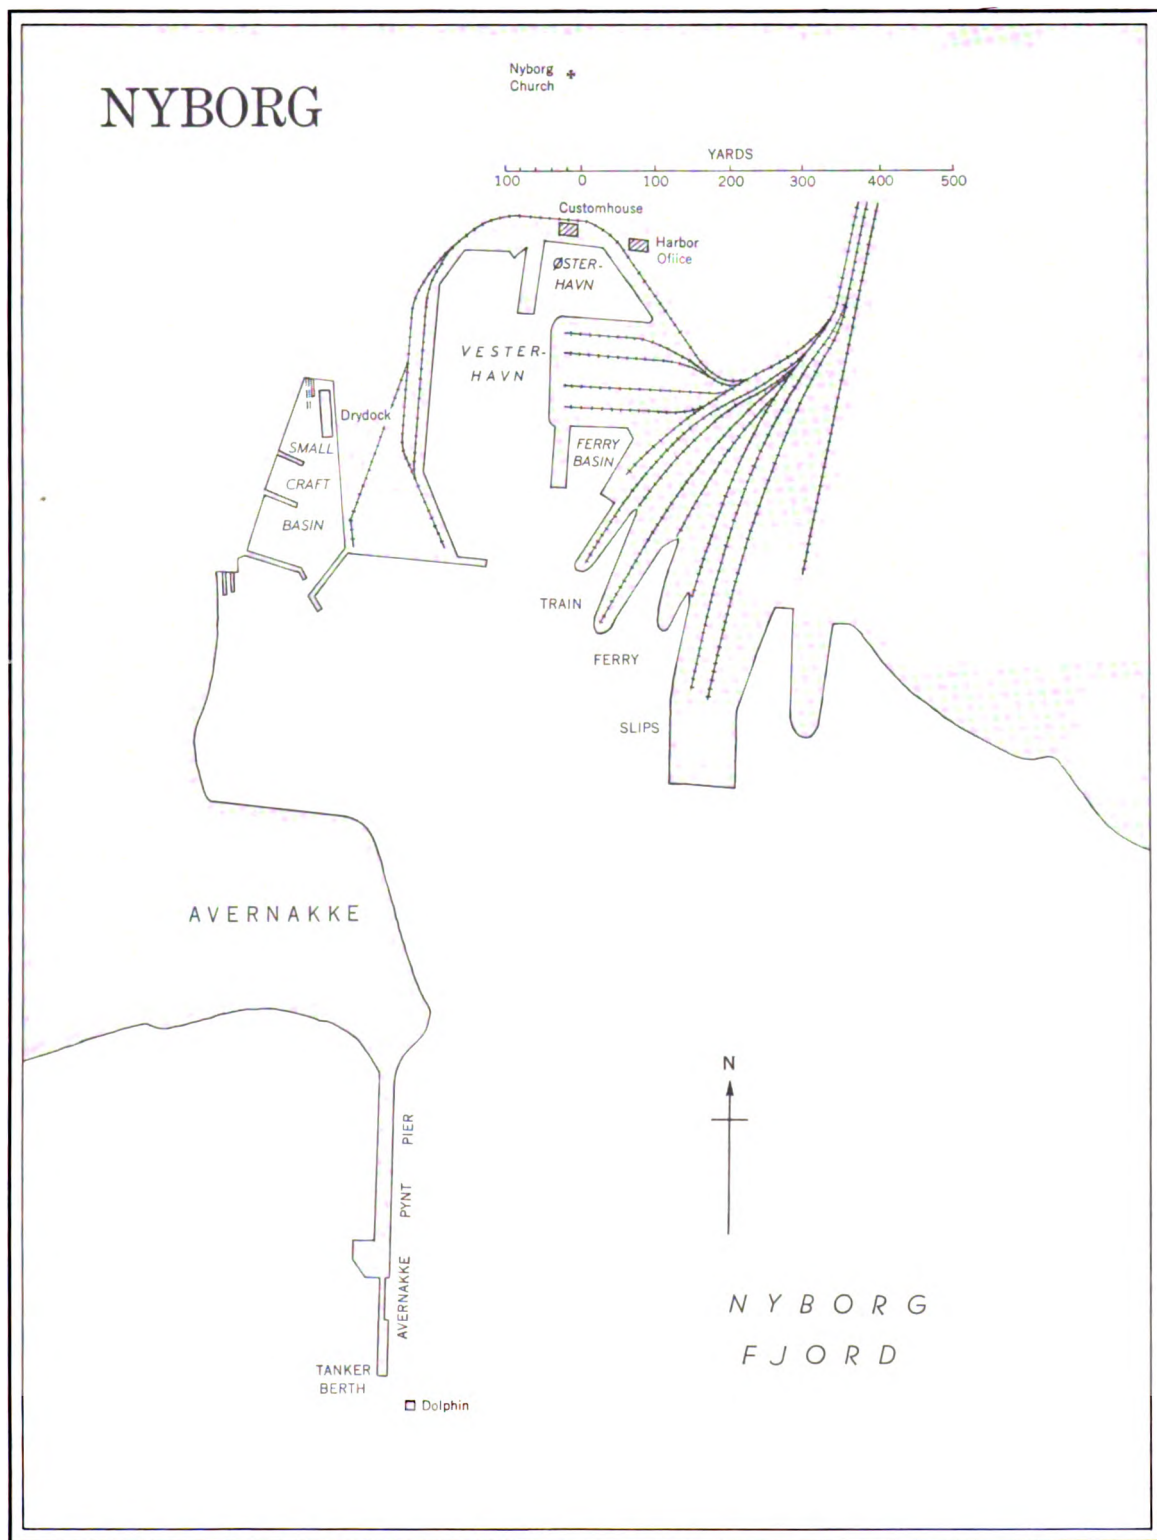 NYBORG
Nyborg
Church
YARDS
100 0 100 200 300 400 500
Customhouse
Harbor
Office
ØSTER-
HAVN
VESTER-
HAVN
Drydock
SMALL
CRAFT
BASIN
FERRY
BASIN
TRAIN
FERRY
SLIPS
AVERNAKKE
N
AVERNAKKE PYNT PIER
NYBORG
FJORD
TANKER
BERTH
Dolphin